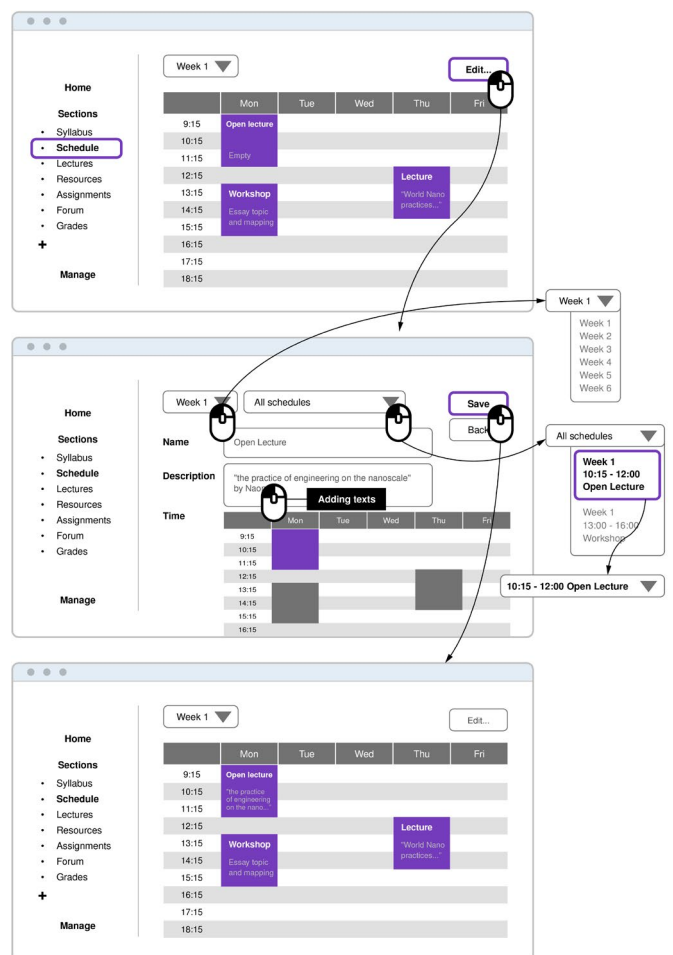 Week 1
Edit...
Home
Sections
• Syllabus
• Schedule
• Lectures
• Resources
• Assignments
• Forum
• Grades
+
Manage
Mon Tue Wed Thu Fri
9:15 Open lecture
10:15
11:15 Empty
12:15 Lecture
13:15 Workshop "World Nano
14:15 Essay topic practices..."
15:15 and mapping
16:15
17:15
18:15
Week 1
Week 1
Week 2
Week 3
Week 4
Week 5
Week 6
Week 1 All schedules Save
Back
Home
Sections
• Syllabus
• Schedule
• Lectures
• Resources
• Assignments
• Forum
• Grades
Manage
Name Open Lecture
Description "the practice of engineering on the nanoscale"
by
Adding texts
Time
Mon Tue Wed Thu Fri
9:15
10:15
11:15
12:15
13:15
14:15
15:15
16:15
All schedules
Week 1
10:15 - 12:00
Open Lecture
Week 1
13:00 - 16:00
Workshop
10:15 - 12:00 Open Lecture
Week 1
Edit...
Home
Sections
• Syllabus
• Schedule
• Lectures
• Resources
• Assignments
• Forum
• Grades
+
Manage
Mon Tue Wed Thu Fri
9:15 Open lecture
10:15 "the practice
of engineering
11:15 on the nano..."
12:15 Lecture
13:15 Workshop "World Nano
14:15 Essay topic practices..."
15:15 and mapping
16:15
17:15
18:15